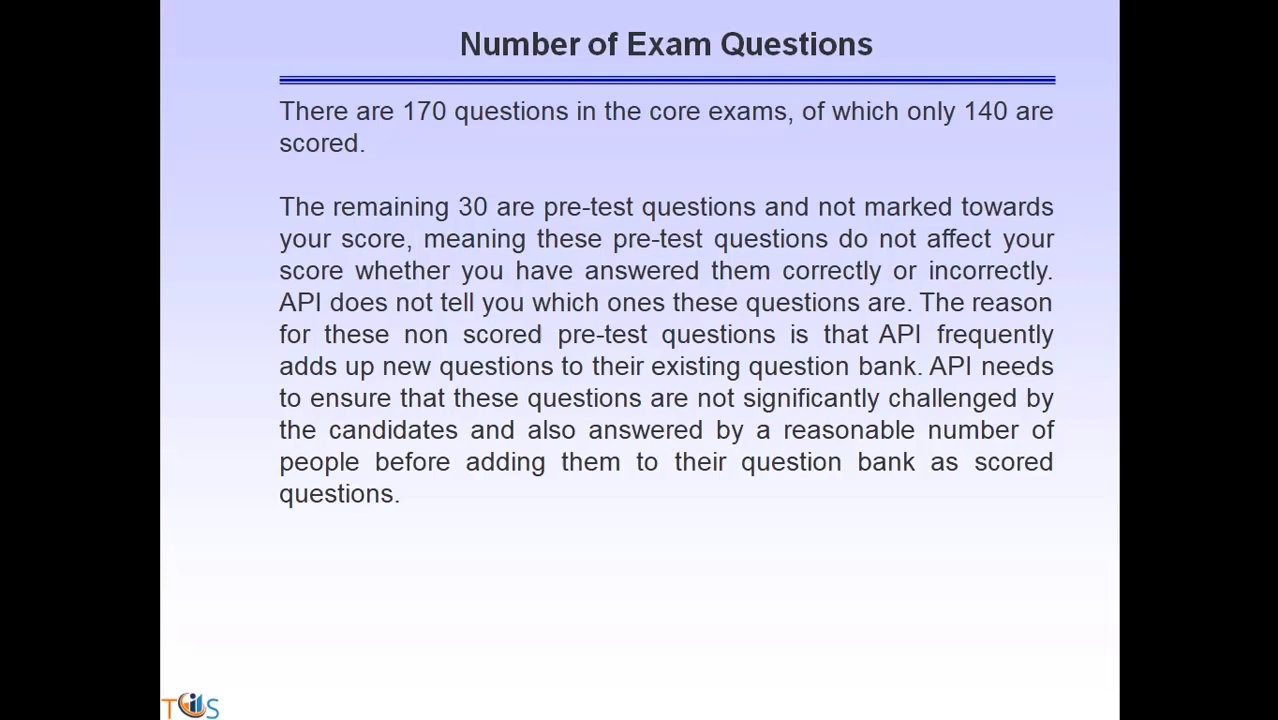 Number of Exam Questions
There are 170 questions in the core exams, of which only 140 are
scored.
The remaining 30 are pre-test questions and not marked towards
your score, meaning these pre-test questions do not affect your
score whether you have answered them correctly or incorrectly.
API does not tell you which ones these questions are. The reason
for these non scored pre-test questions is that API frequently
adds up new questions to their existing question bank. API needs
to ensure that these questions are not significantly challenged by
the candidates and also answered by a reasonable number of
people before adding them to their question bank as scored
questions.